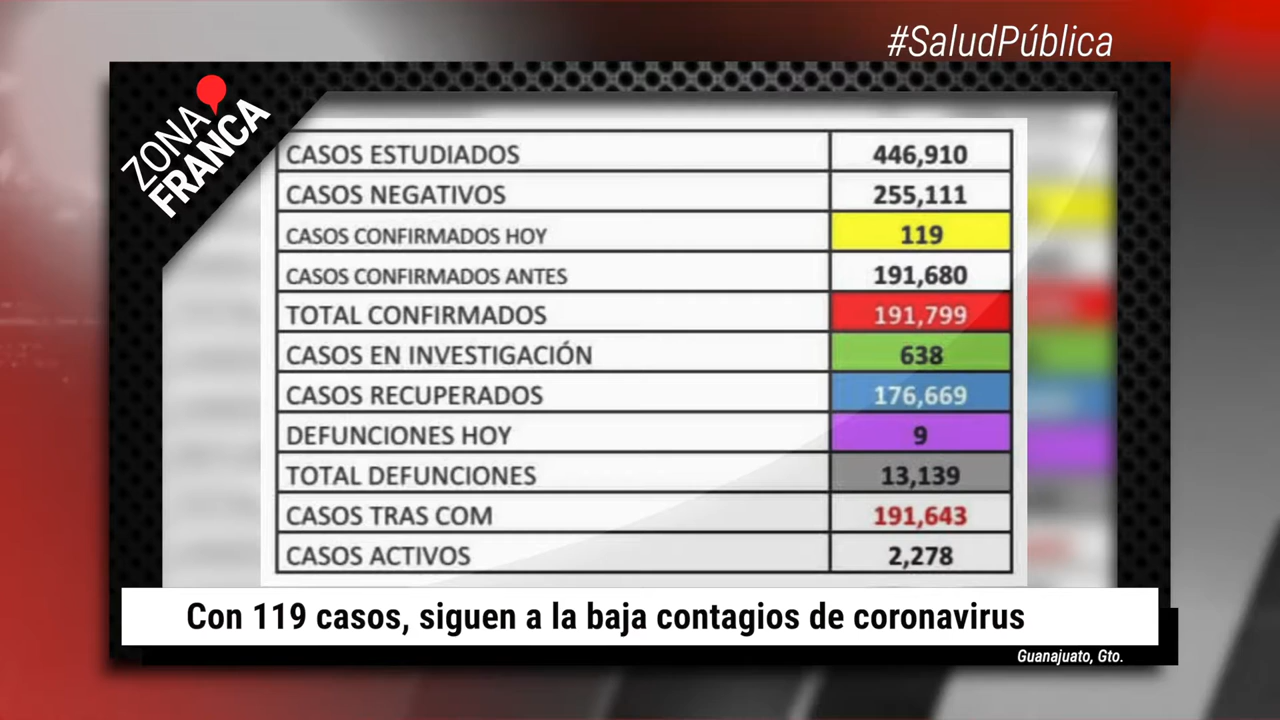 #SaludPública
ZONA
FRANCA
CASOS ESTUDIADOS 446,910
CASOS NEGATIVOS 255,111
CASOS CONFIRMADOS HOY 119
CASOS CONFIRMADOS ANTES 191,680
TOTAL CONFIRMADOS 191,799
CASOS EN INVESTIGACIÓN 638
CASOS RECUPERADOS 176,669
DEFUNCIONES HOY 9
TOTAL DEFUNCIONES 13,139
CASOS TRAS COM 191,643
CASOS ACTIVOS 2,278
Con 119 casos, siguen a la baja contagios de coronavirus
Guanajuato, Gto.